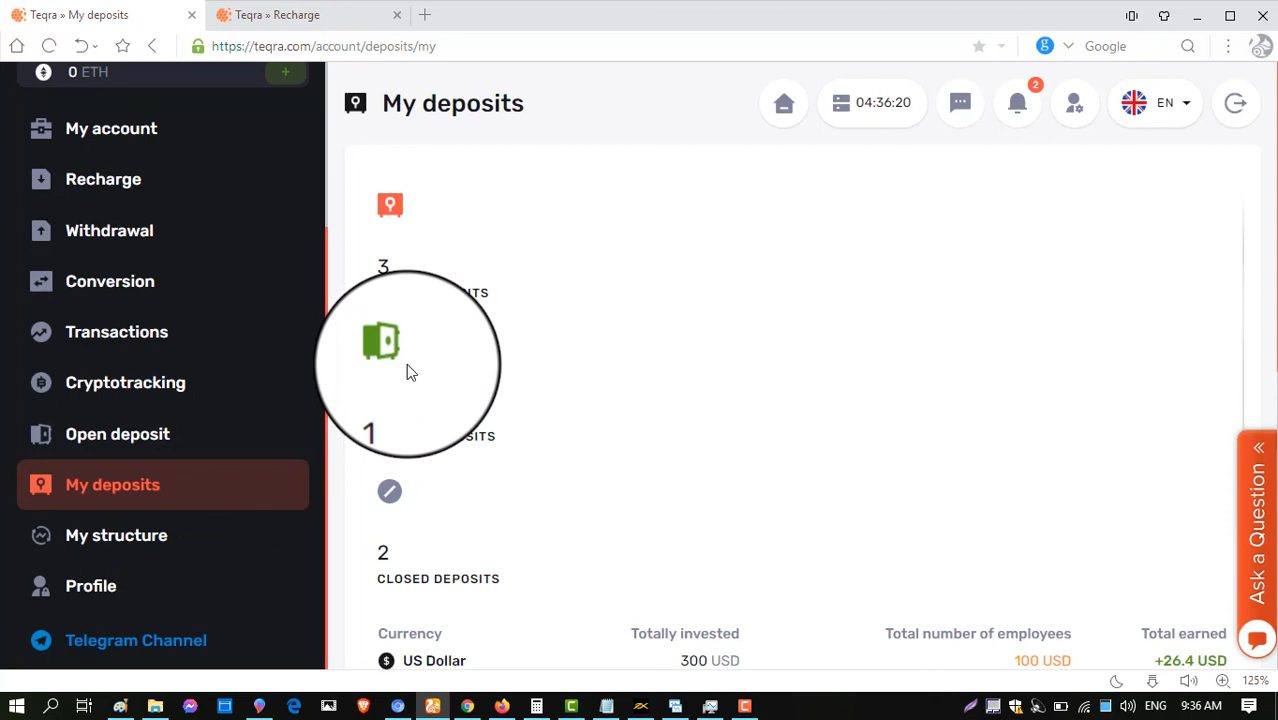 Teqra » My deposits
Teqra » Recharge
https://teqra.com/account/deposits/my
Google
0 ETH
+
My account
Recharge
Withdrawal
Conversion
Transactions
Cryptotracking
Open deposit
My deposits
My structure
Profile
Telegram Channel
My deposits
04:36:20
2
EN
3
ITS
1
SITS
2
CLOSED DEPOSITS
Currency Totally invested Total number of employees Total earned
US Dollar 300 USD 100 USD +26.4 USD
Ask a Question
125%
ENG 9:36 AM